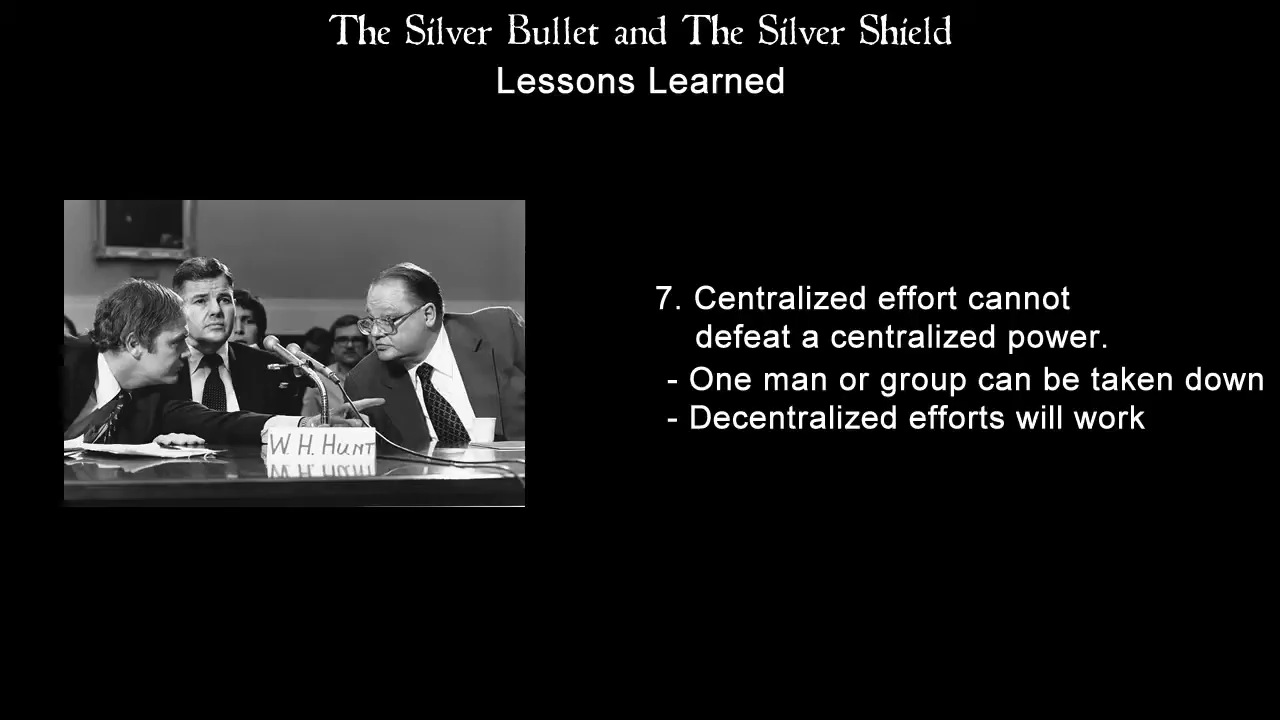 The Silver Bullet and The Silver Shield
Lessons Learned
7. Centralized effort cannot
defeat a centralized power.
- One man or group can be taken down
- Decentralized efforts will work
W. H. HUNT